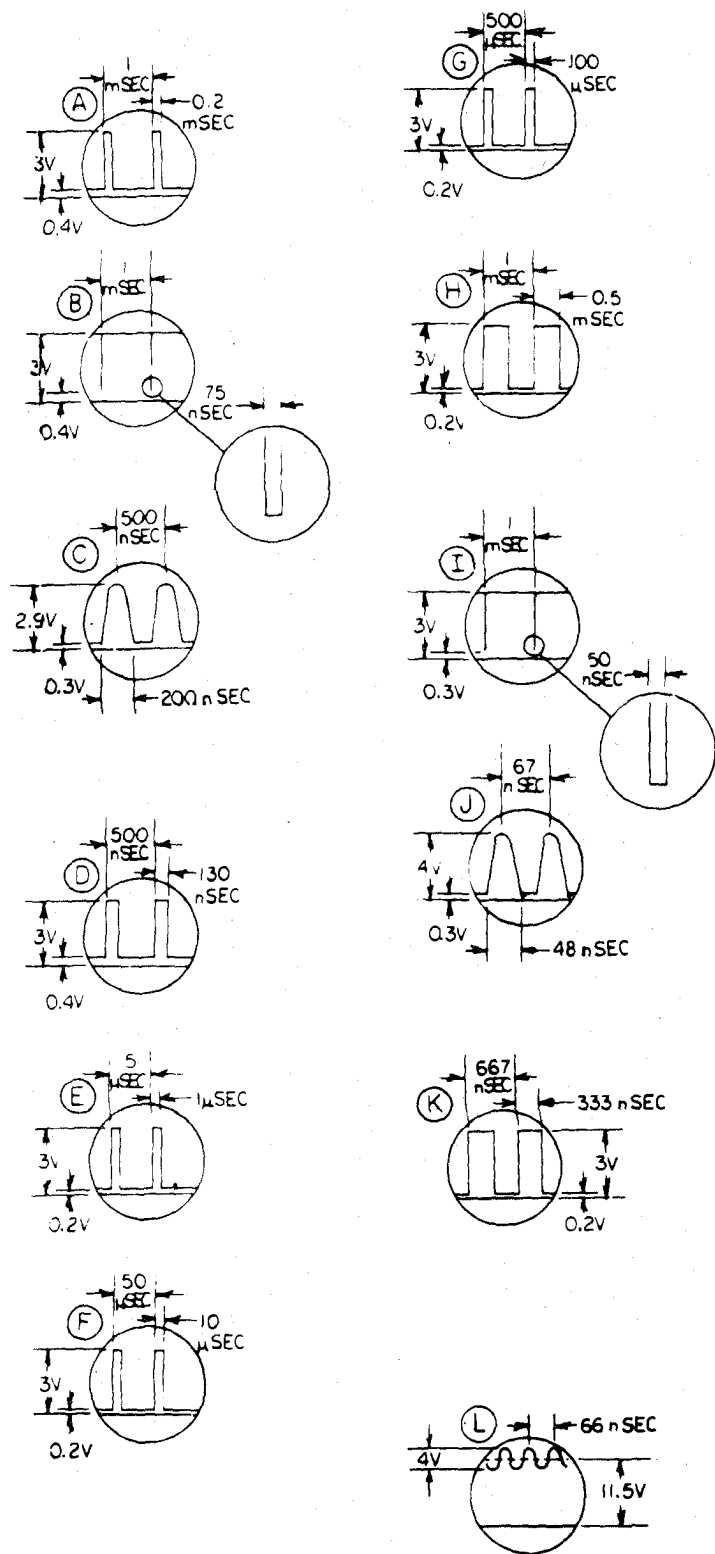 A
1
mSEC
0.2
mSEC
3V
0.4V
B
1
mSEC
3V
0.4V
75
nSEC
C
500
nSEC
2.9V
0.3V
200 nSEC
D
500
nSEC
130
nSEC
3V
0.4V
E
5
µSEC
1µSEC
3V
0.2V
F
50
µSEC
10
µSEC
3V
0.2V
G
500
µSEC
100
µSEC
3V
0.2V
H
1
mSEC
0.5
mSEC
3V
0.2V
I
1
mSEC
3V
0.3V
50
nSEC
J
67
nSEC
4V
0.3V
48 nSEC
K
667
nSEC
333 nSEC
3V
0.2V
L
66 nSEC
4V
11.5V